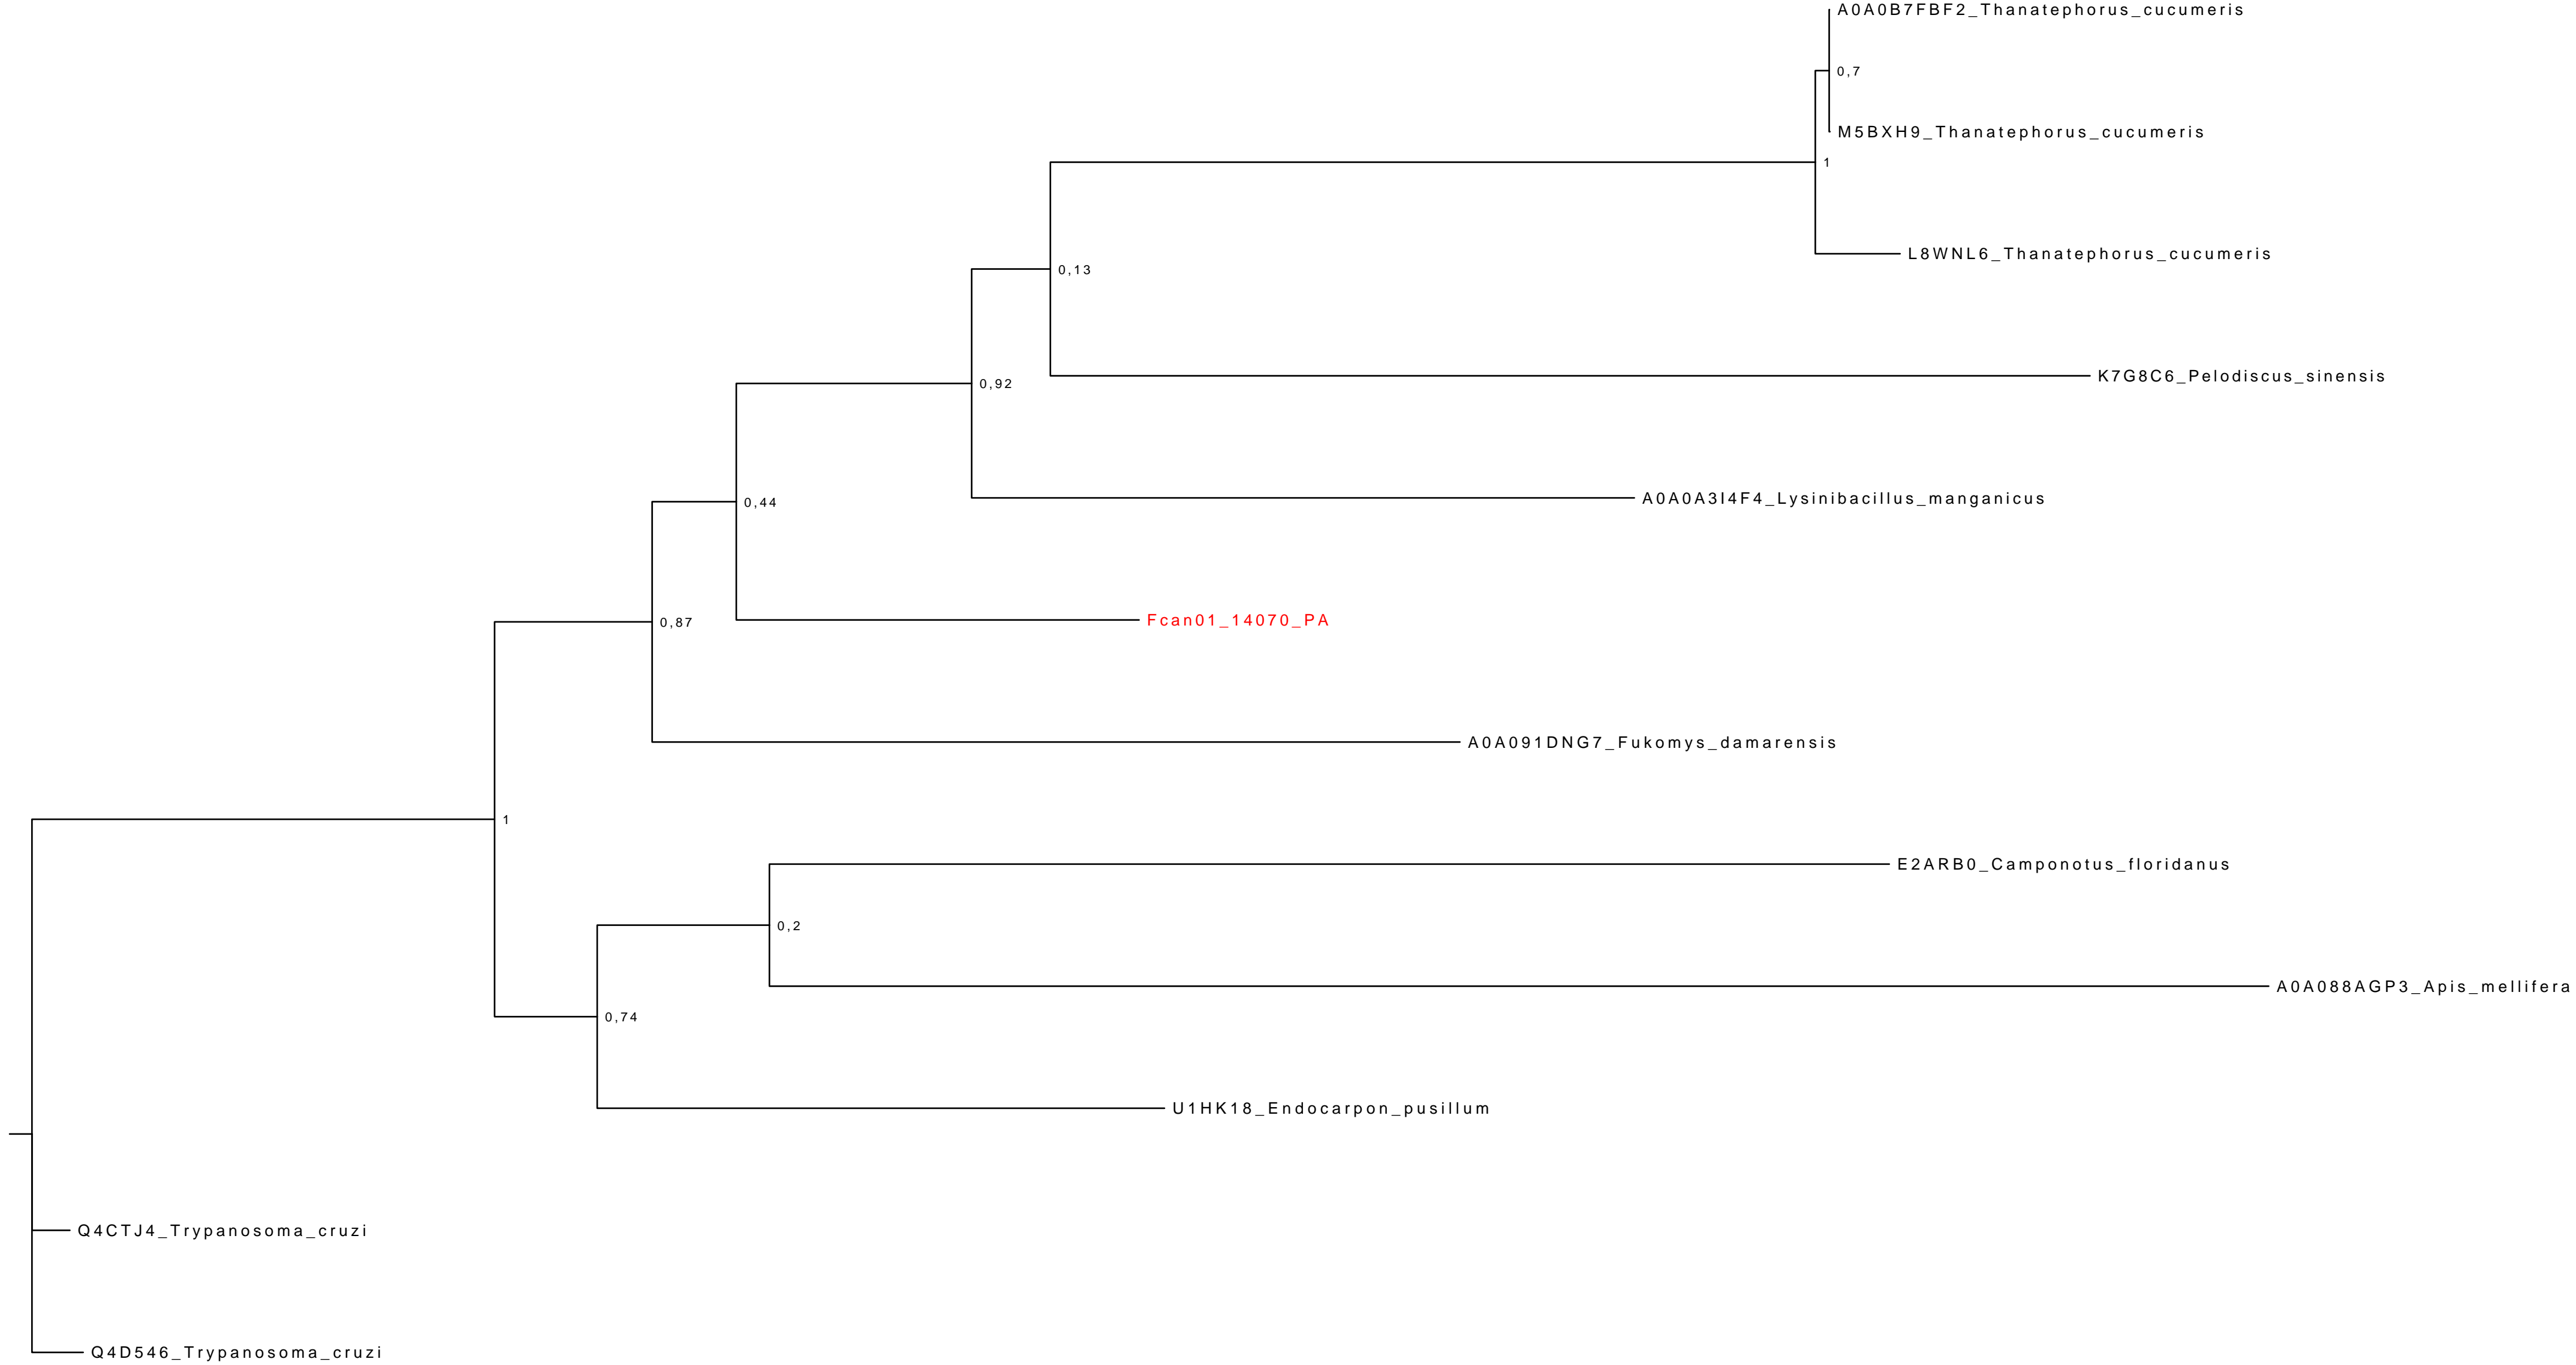 A0A0B7FBF2_Thanatephorus_cucumeris
0,7
M5BXH9_Thanatephorus_cucumeris
1
L8WNL6_Thanatephorus_cucumeris
0,13
K7G8C6_Pelodiscus_sinensis
0,92
A0A0A3I4F4_Lysinibacillus_manganicus
0,44
Fcan01_14070_PA
0,87
A0A091DNG7_Fukomys_damarensis
1
E2ARB0_Camponotus_floridanus
0,2
A0A088AGP3_Apis_mellifera
0,74
U1HK18_Endocarpon_pusillum
Q4CTJ4_Trypanosoma_cruzi
Q4D546_Trypanosoma_cruzi